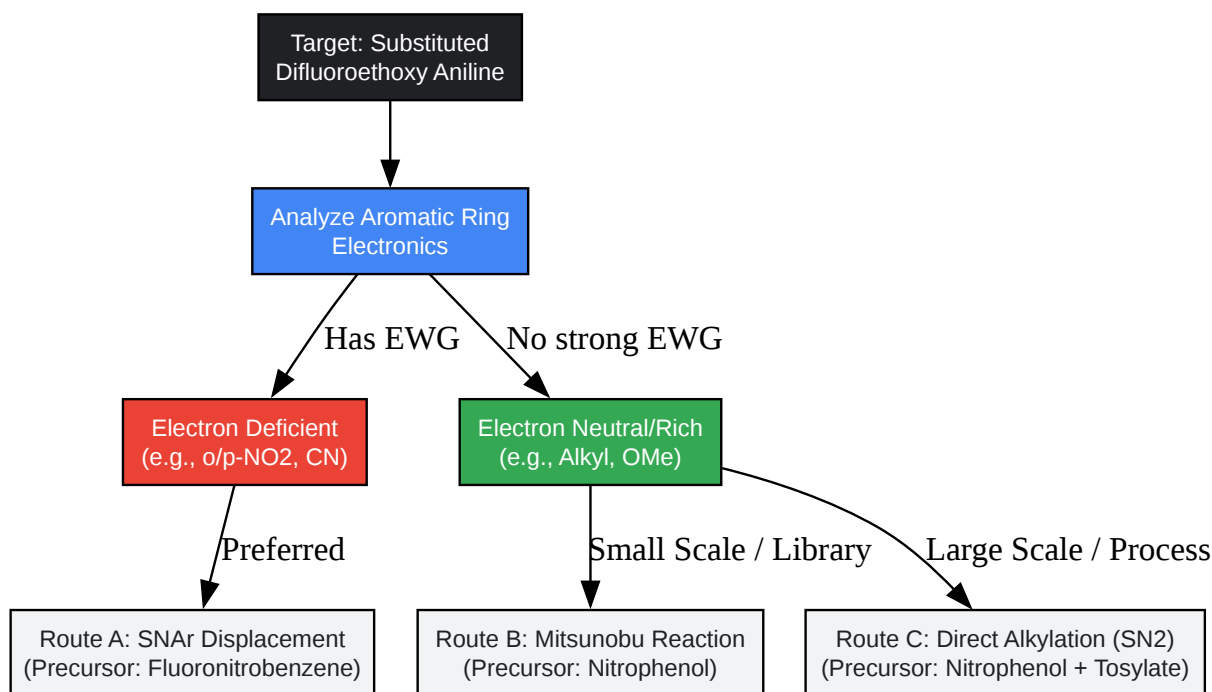 Target: Substituted
Difluoroethoxy Aniline
Analyze Aromatic Ring
Electronics
Has EWG
No strong EWG
Electron Deficient
(e.g., o/p-NO2, CN)
Electron Neutral/Rich
(e.g., Alkyl, OMe)
Preferred
Small Scale / Library
Large Scale / Process
Route A: SNAr Displacement
(Precursor: Fluoronitrobenzene)
Route B: Mitsunobu Reaction
(Precursor: Nitrophenol)
Route C: Direct Alkylation (SN2)
(Precursor: Nitrophenol + Tosylate)